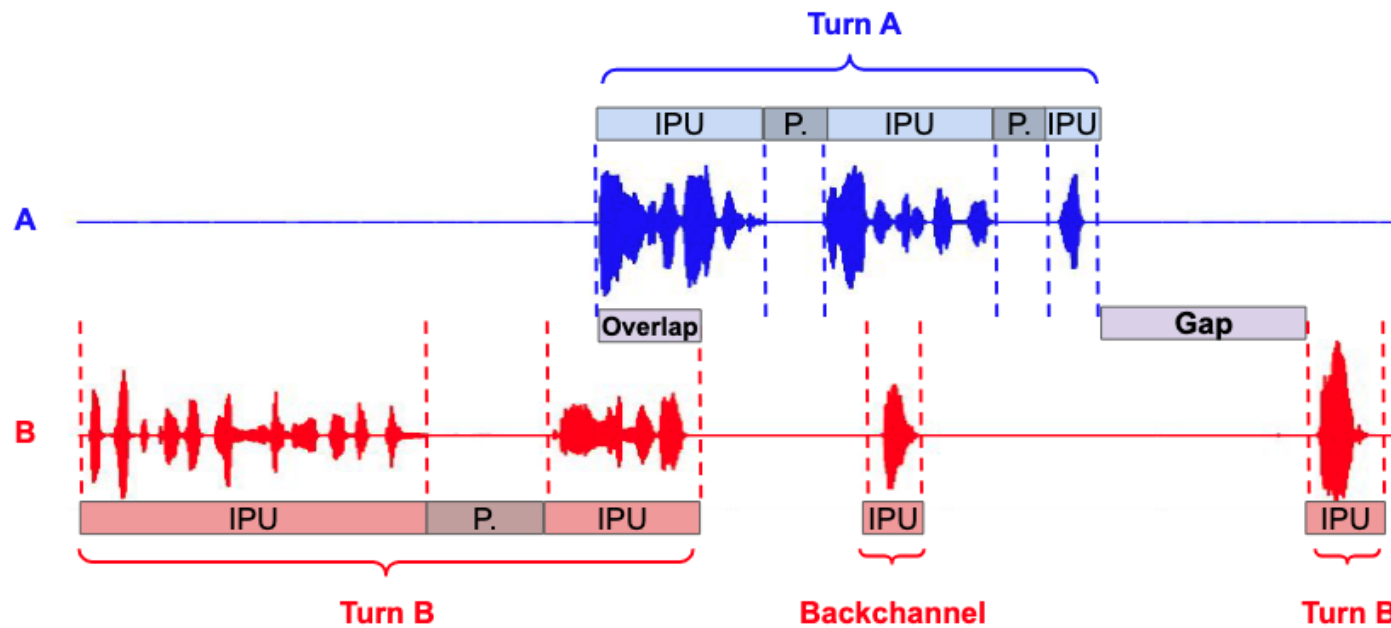 Turn A
IPU P. IPU P. IPU
A
Overlap
Gap
B
IPU P. IPU IPU IPU
Turn B Backchannel Turn B